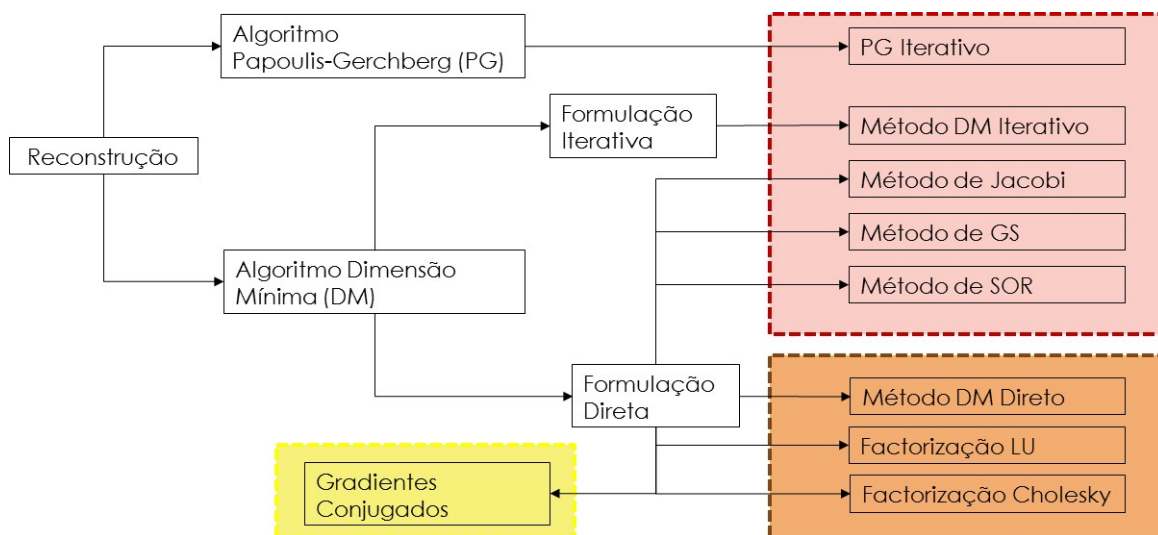 Algoritmo
Papoulis-Gerchberg (PG)
PG Iterativo
Formulação
Iterativa
Método DM Iterativo
Reconstrução
Método de Jacobi
Método de GS
Algoritmo Dimensão
Mínima (DM)
Método de SOR
Formulação
Direta
Método DM Direto
Factorização LU
Gradientes
Conjugados
Factorização Cholesky